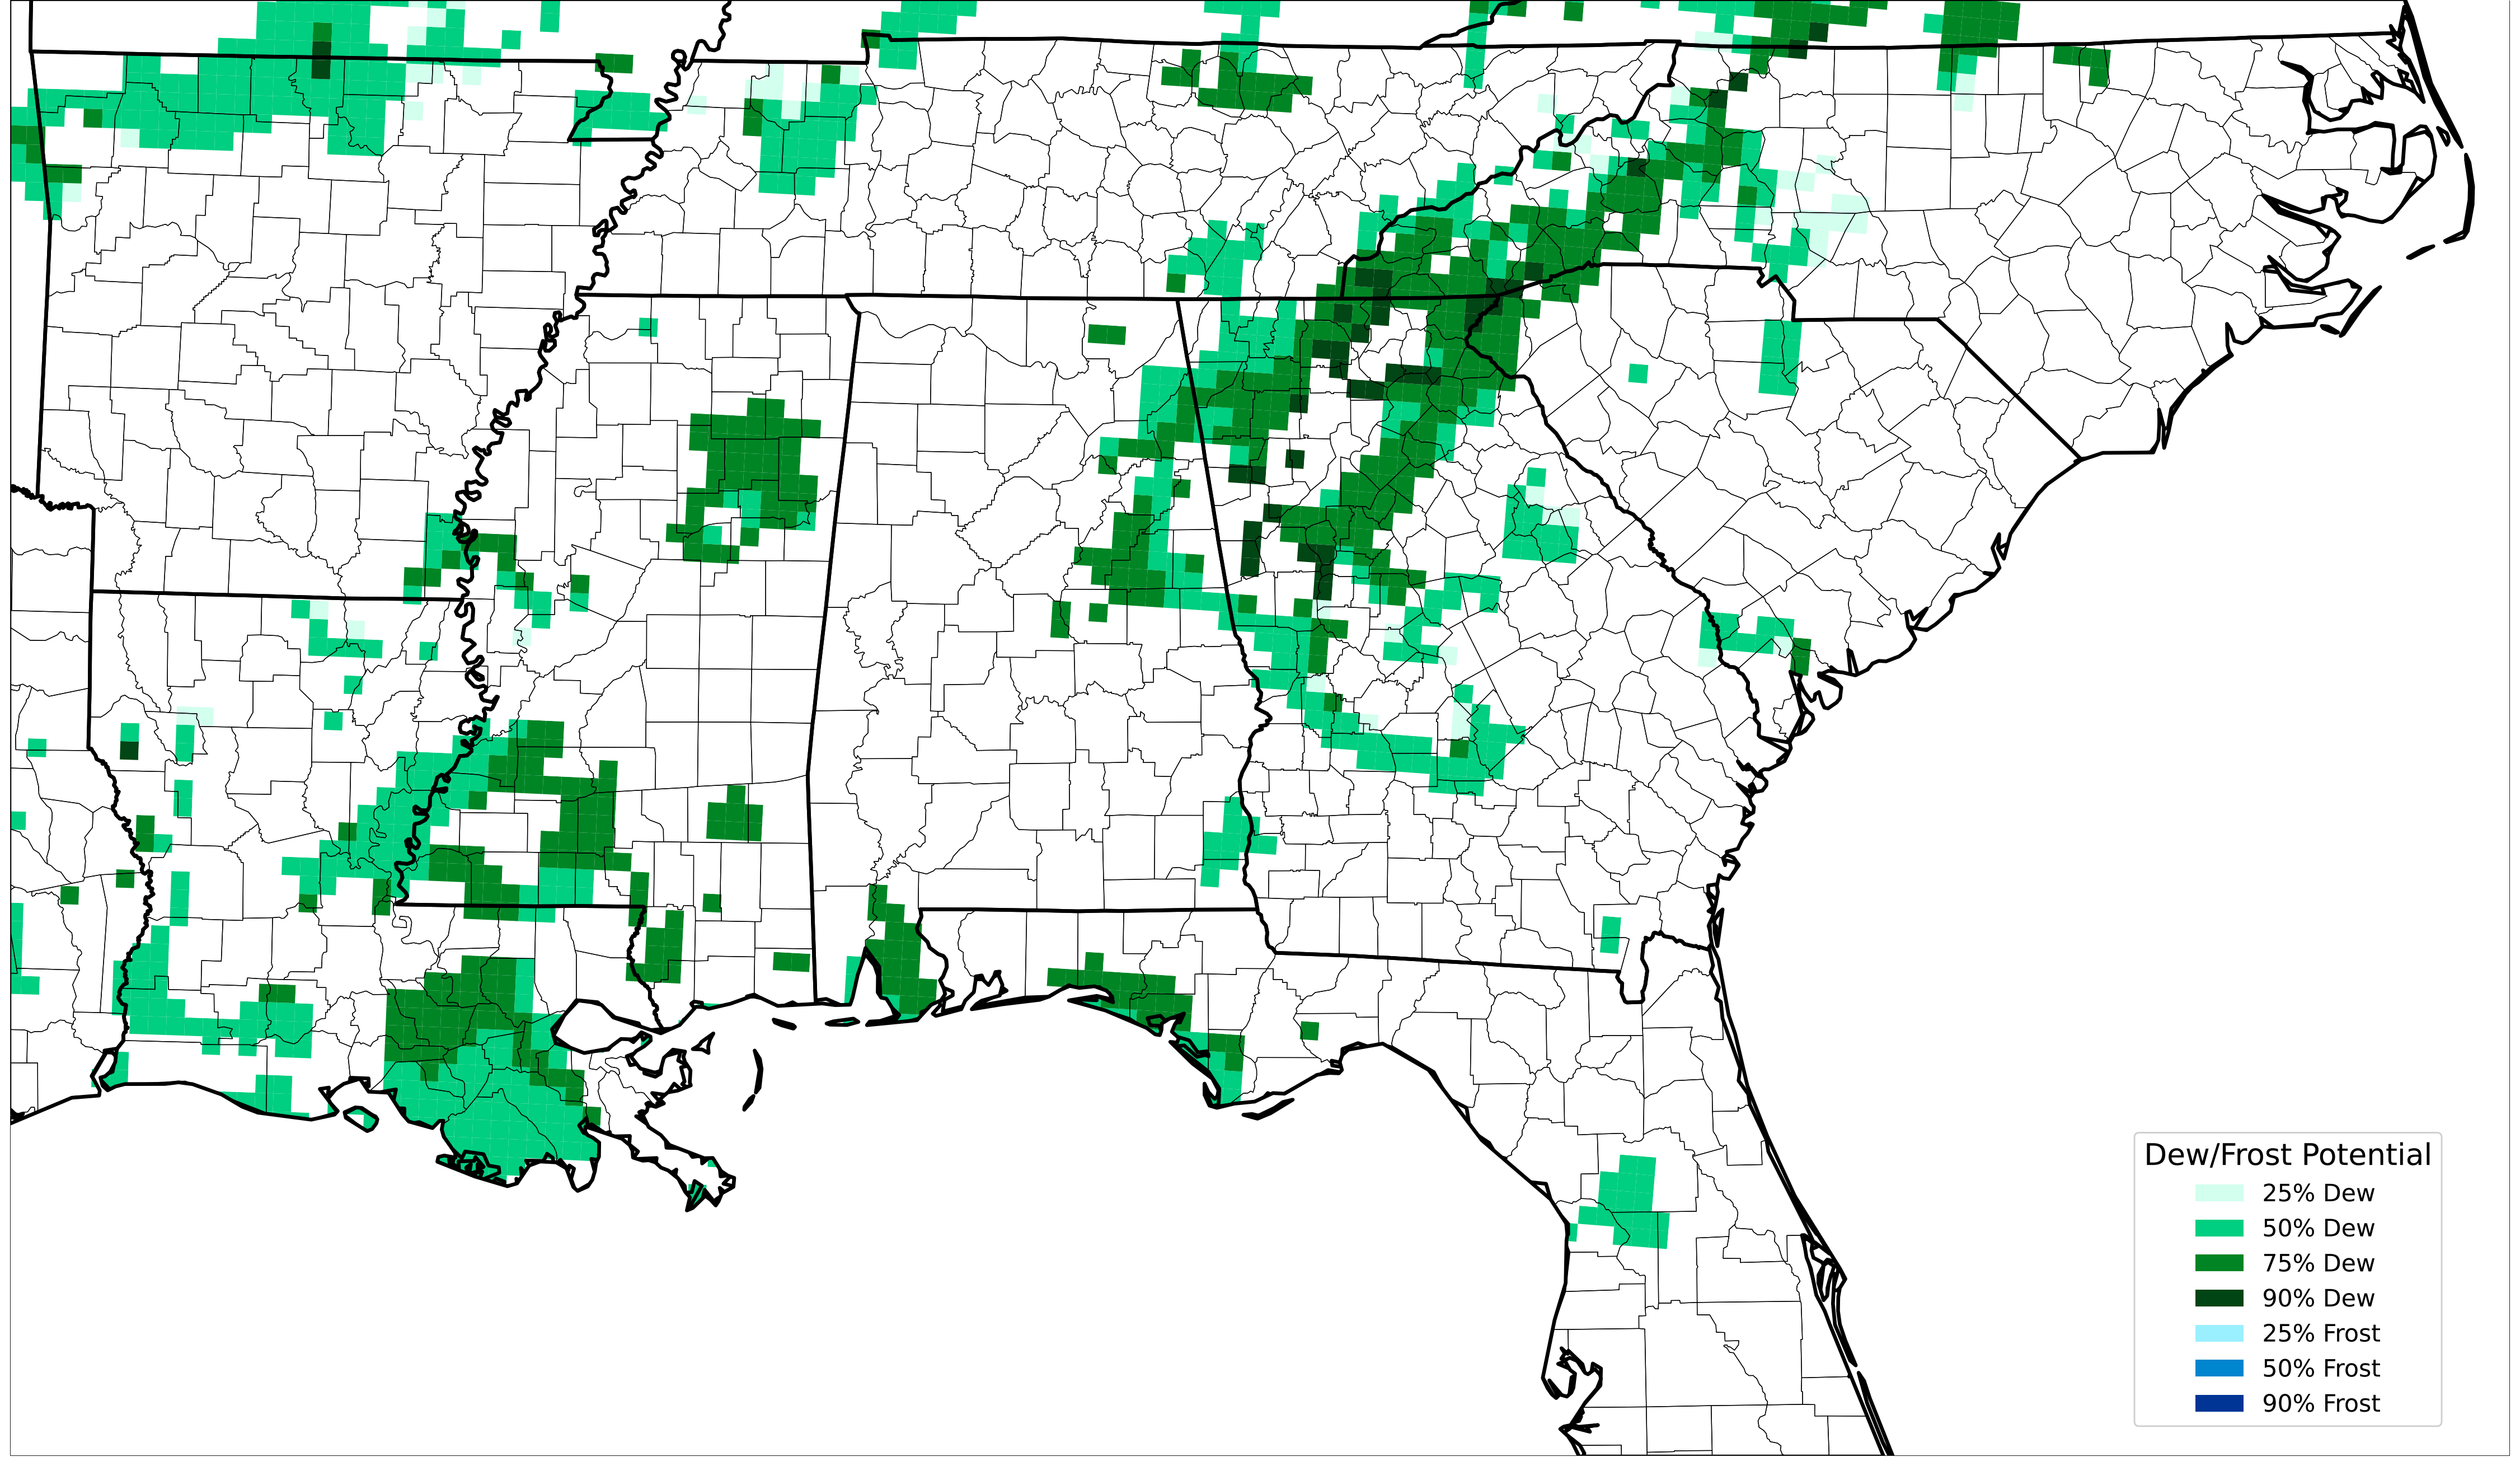 Dew/Frost Potential
25% Dew
50% Dew
75% Dew
90% Dew
25% Frost
50% Frost
90% Frost